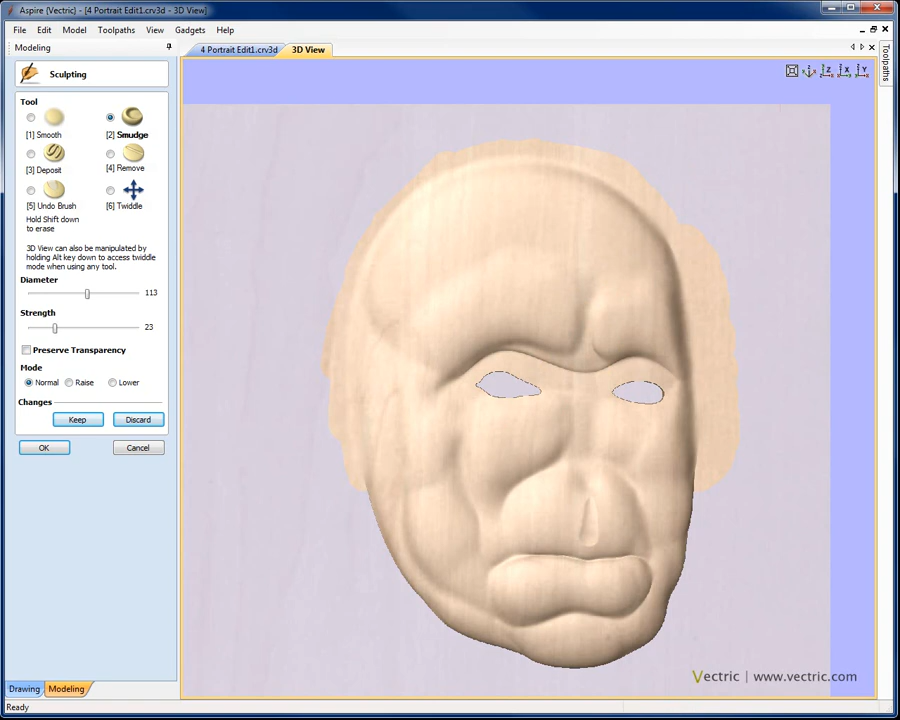 Aspire [Vectric] - [4 Portrait Edit1.crv3d - 3D View]
File Edit Model Toolpaths View Gadgets Help
Modeling
4 Portrait Edit1.crv3d 3D View
Toolpaths
Sculpting
Z X Y
Tool
[1] Smooth [2] Smudge
[3] Deposit [4] Remove
[5] Undo Brush [6] Twiddle
Hold Shift down
to erase
3D View can also be manipulated by
holding Alt key down to access twiddle
mode when using any tool.
Diameter
113
Strength
23
Preserve Transparency
Mode
Normal Raise Lower
Changes
Keep Discard
OK Cancel
Vectric | www.vectric.com
Drawing Modeling
Ready